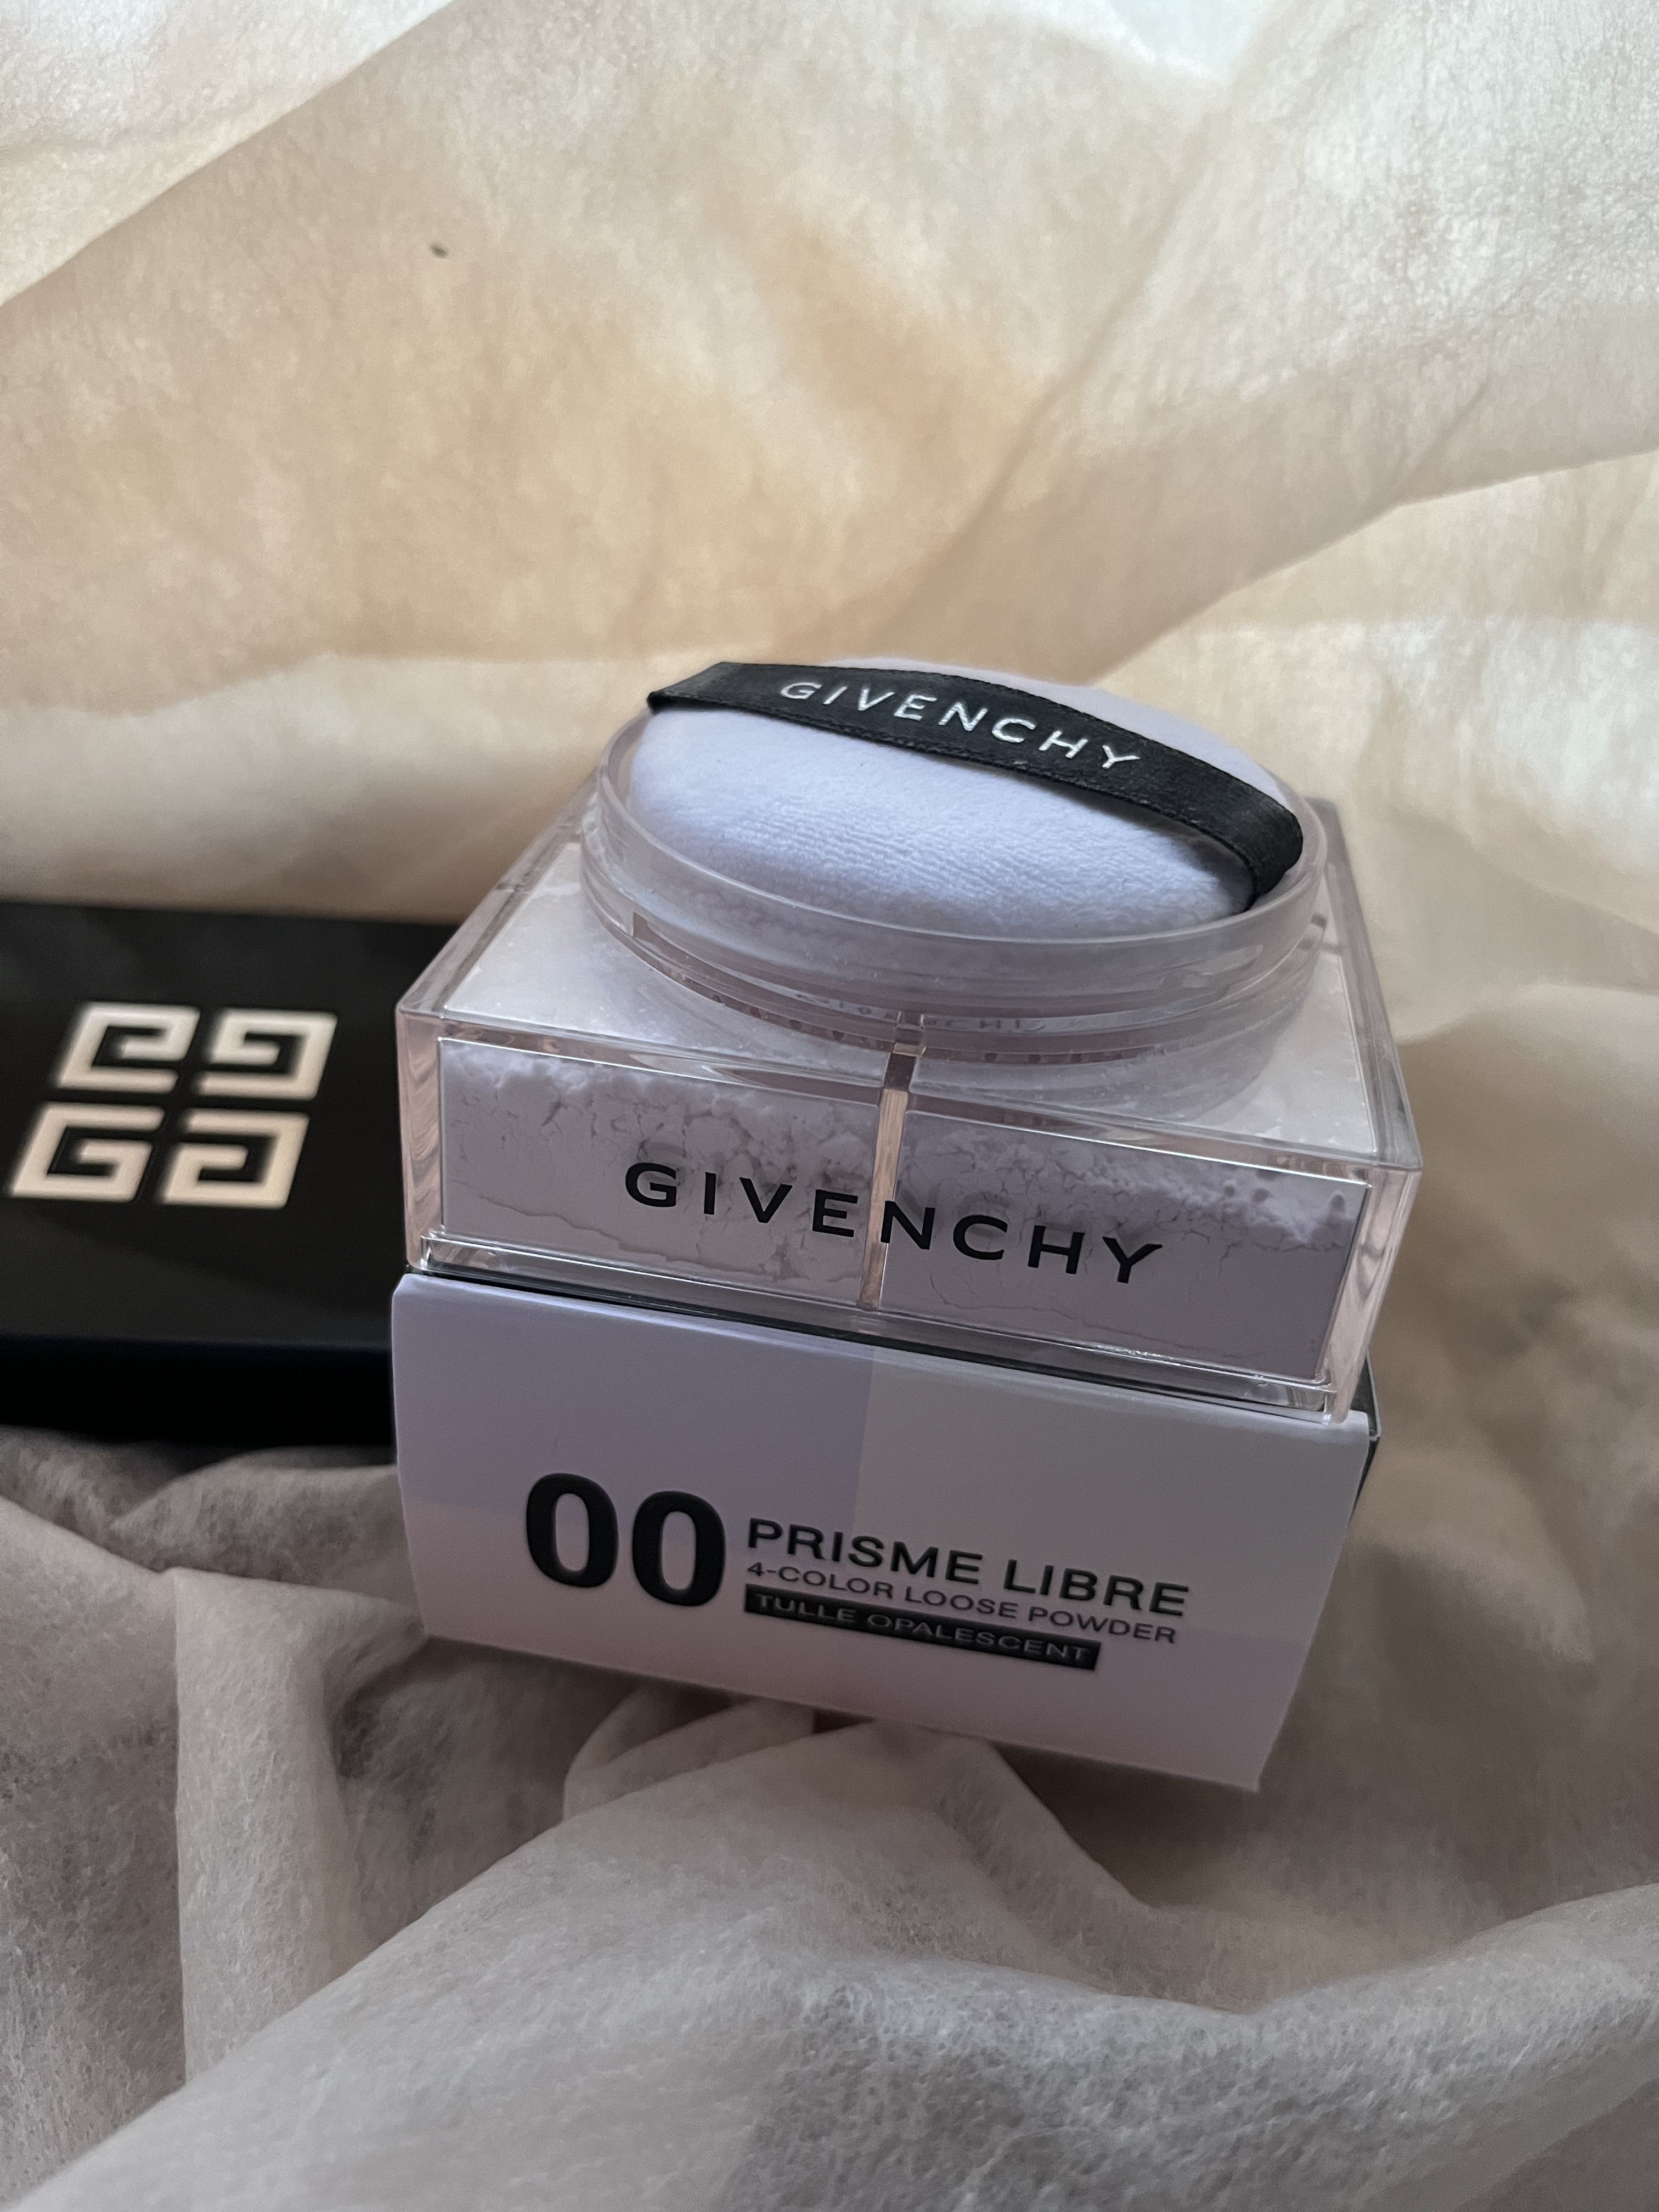 GIVENCHY
GIVENCHY
00 PRISME LIBRE
4-COLOR LOOSE POWDER
TULLE OPALESCENT